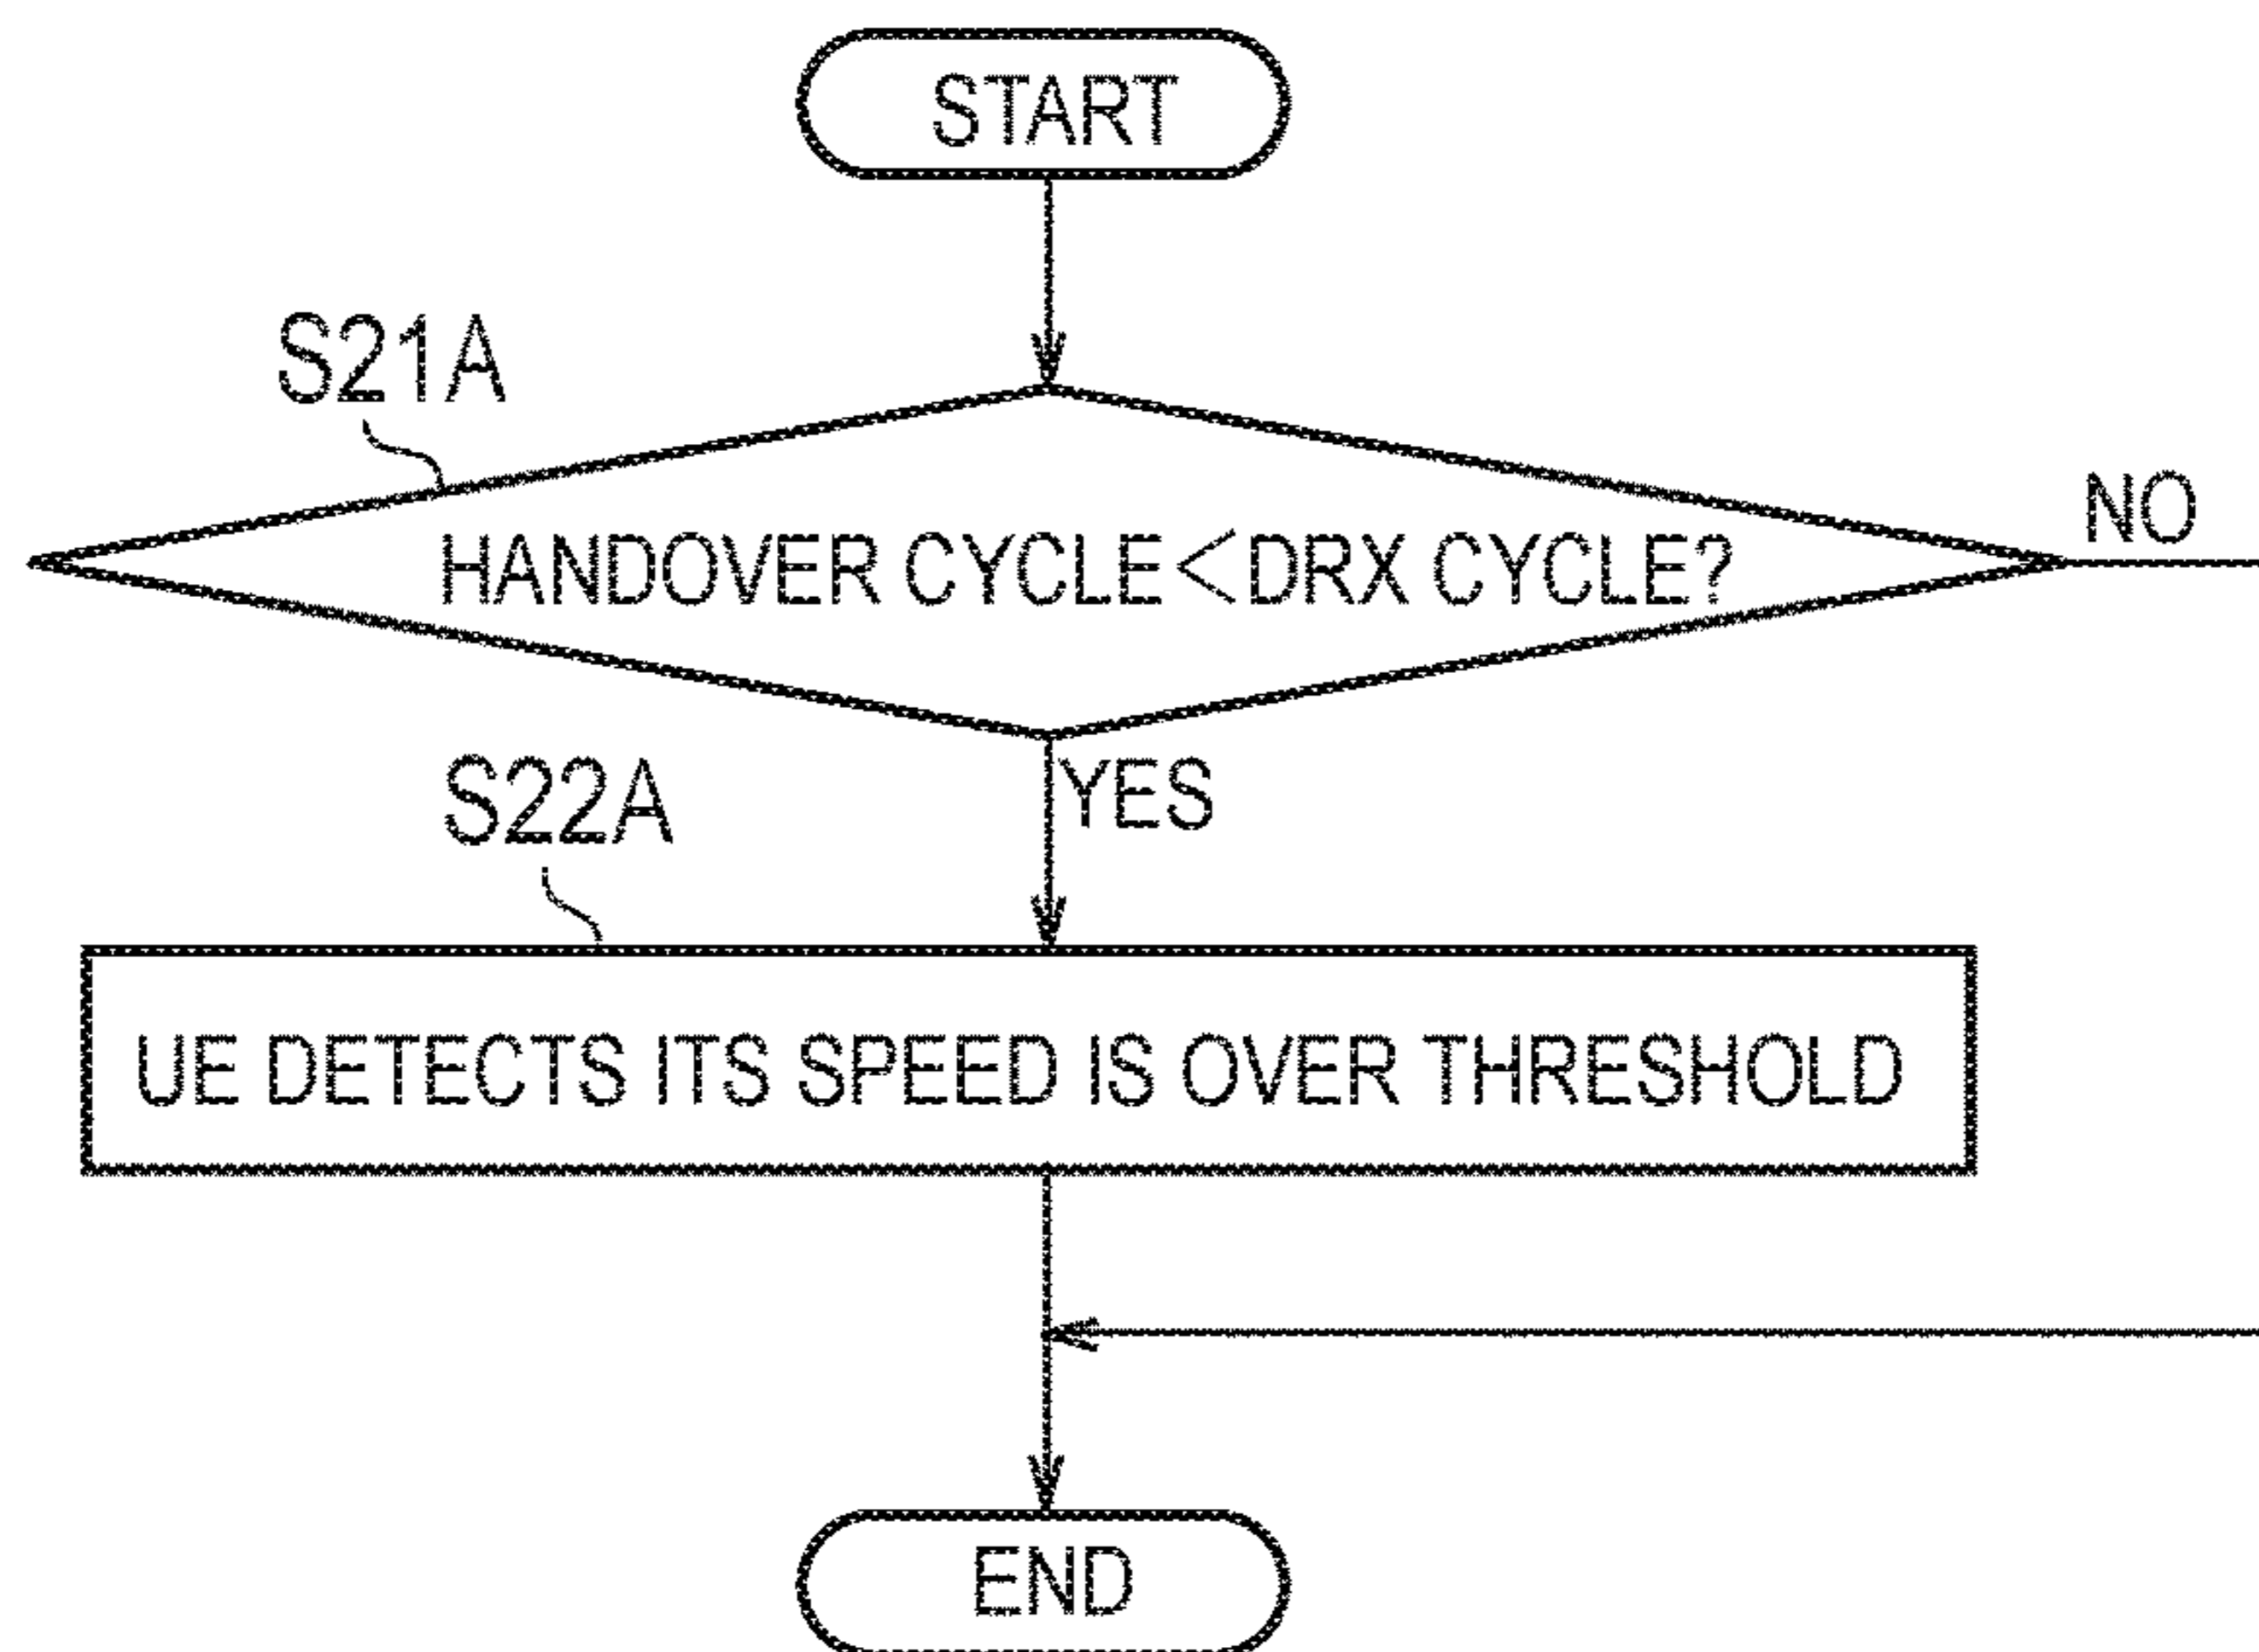 START
S21A
NO
HANDOVER CYCLE<DRX CYCLE?
YES
S22A
UE DETECTS ITS SPEED IS OVER THRESHOLD
END